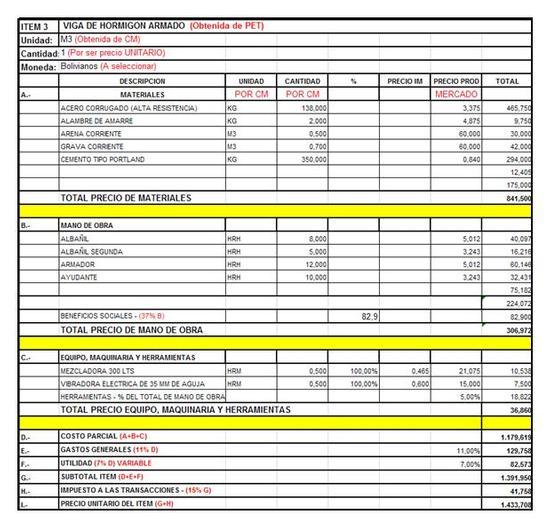 ITEM 3 VIGA DE HORMIGON ARMADO (Obtenida de PET)
Unidad: M3 (Obtenida de CM)
Cantidad 1 (Por ser precio UNITARIO)
Moneda: Bolivianos (A seleccionar)
DESCRIPCION UNIDAD CANTIDAD % PRECIO IM PRECIO PROD TOTAL
A.- MATERIALES POR CM POR CM MERCADO
ACERO CORRUGADO (ALTA RESISTENCIA) KG 138,000 3,375 465,750
ALAMBRE DE AMARRE KG 2,000 4,875 9,750
ARENA CORRIENTE M3 0,500 60,000 30,000
GRAVA CORRIENTE M3 0,700 60,000 42,000
CEMENTO TIPO PORTLAND KG 350,000 0,840 294,000
12,405
175,000
TOTAL PRECIO DE MATERIALES 841,500
B.- MANO DE OBRA
ALBAÑIL HRH 8,000 5,012 40,097
ALBAÑIL SEGUNDA HRH 5,000 3,243 16,216
ARMADOR HRH 12,000 5,012 60,146
AYUDANTE HRH 10,000 3,243 32,431
75,182
224,072
BENEFICIOS SOCIALES - (37% B) 82,9 82,900
TOTAL PRECIO DE MANO DE OBRA 306,972
C.- EQUIPO, MAQUINARIA Y HERRAMIENTAS
MEZCLADORA 300 LTS HRM 0,500 100,00% 0,465 21,075 10,538
VIBRADORA ELECTRICA DE 35 MM DE AGUJA HRM 0,500 100,00% 0,600 15,000 7,500
HERRAMIENTAS - % DEL TOTAL DE MANO DE OBRA 5,00% 18,822
TOTAL PRECIO EQUIPO, MAQUINARIA Y HERRAMIENTAS 36,860
D.- COSTO PARCIAL (A+B+C) 1.179,619
E.- GASTOS GENERALES (11% D) 11,00% 129,758
F.- UTILIDAD (7% D) VARIABLE 7,00% 82,573
G.- SUBTOTAL ITEM (D+E+F) 1.391,950
H.- IMPUESTO A LAS TRANSACCIONES - (15% G) 41,758
I.- PRECIO UNITARIO DEL ITEM (G+H) 1.433,708